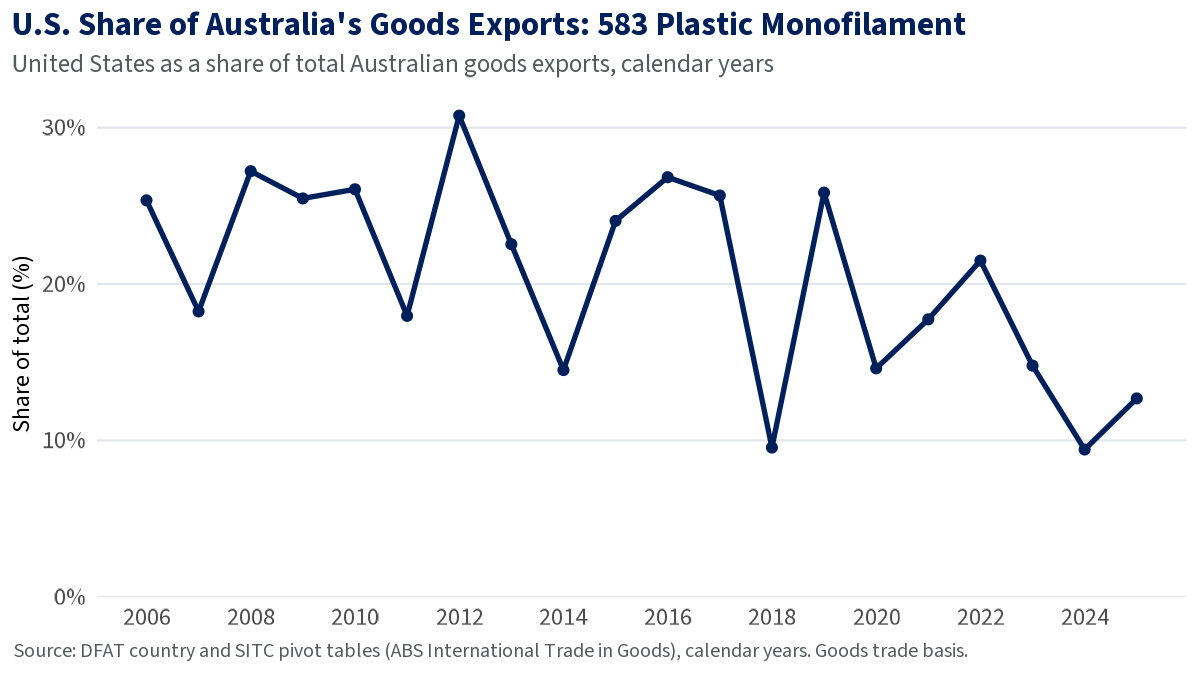 U.S. Share of Australia's Goods Exports: 583 Plastic Monofilament
United States as a share of total Australian goods exports, calendar years
Share of total (%)
30%
20%
10%
0%
2006 2008 2010 2012 2014 2016 2018 2020 2022 2024
Source: DFAT country and SITC pivot tables (ABS International Trade in Goods), calendar years. Goods trade basis.